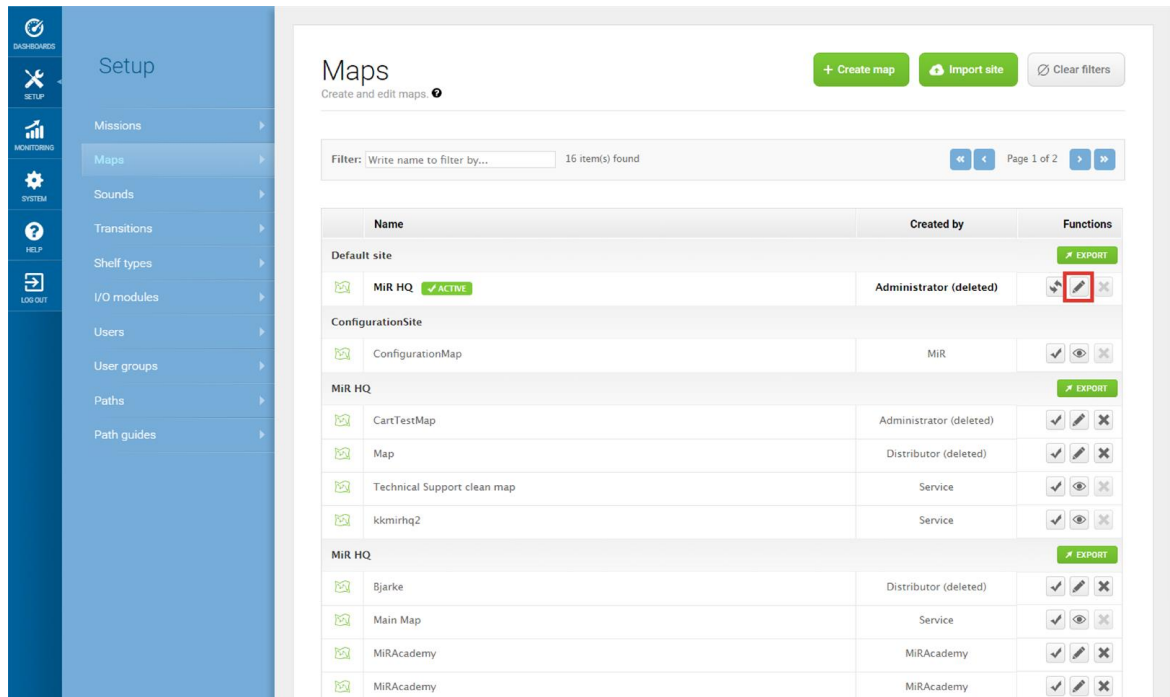 DASHBOARDS
SETUP
MONITORING
SYSTEM
HELP
LOG OUT
Setup
Missions
Maps
Sounds
Transitions
Shelf types
I/O modules
Users
User groups
Paths
Path guides
Maps
Create and edit maps. ?
+ Create map
Import site
Clear filters
Filter: Write name to filter by... 16 item(s) found Page 1 of 2
Name Created by Functions
Default site EXPORT
MiR HQ ACTIVE Administrator (deleted)
ConfigurationSite
ConfigurationMap MiR
MiR HQ EXPORT
CartTestMap Administrator (deleted)
Map Distributor (deleted)
Technical Support clean map Service
kkmirhq2 Service
MiR HQ EXPORT
Bjarke Distributor (deleted)
Main Map Service
MiRAcademy MiRAcademy
MiRAcademy MiRAcademy